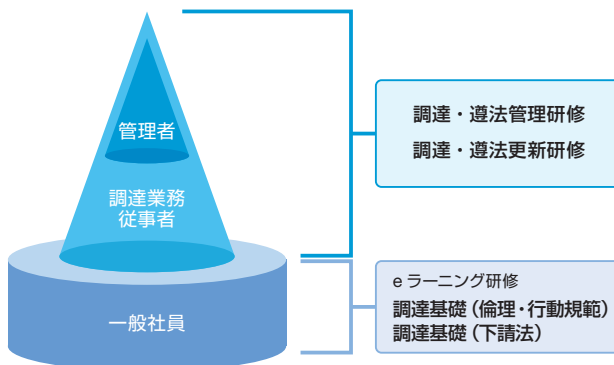 管理者
調達業務
従事者
一般社員
調達・遵法管理研修
調達・遵法更新研修
eラーニング研修
調達基礎(倫理・行動規範)
調達基礎(下請法)